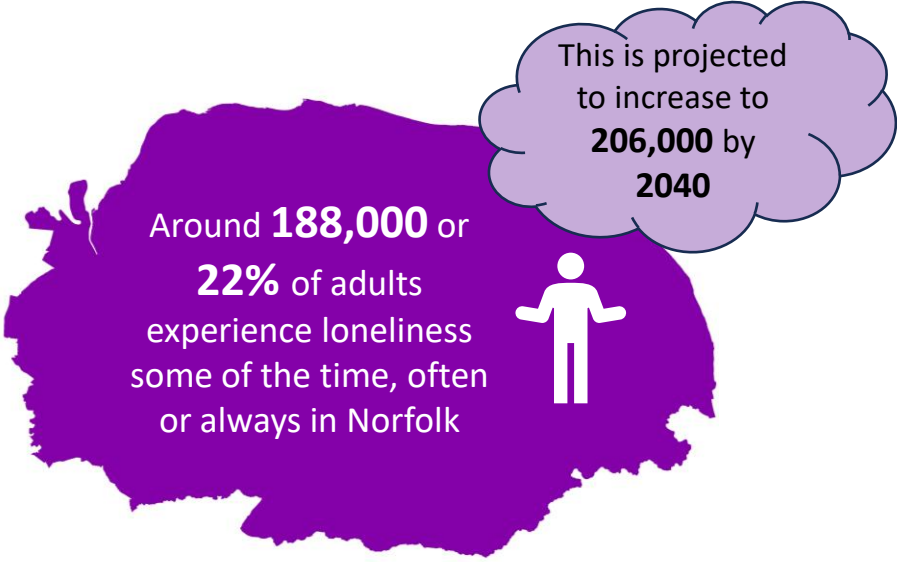 This is projected
to increase to
206,000 by
2040
Around 188,000 or
22% of adults
experience loneliness
some of the time, often
or always in Norfolk